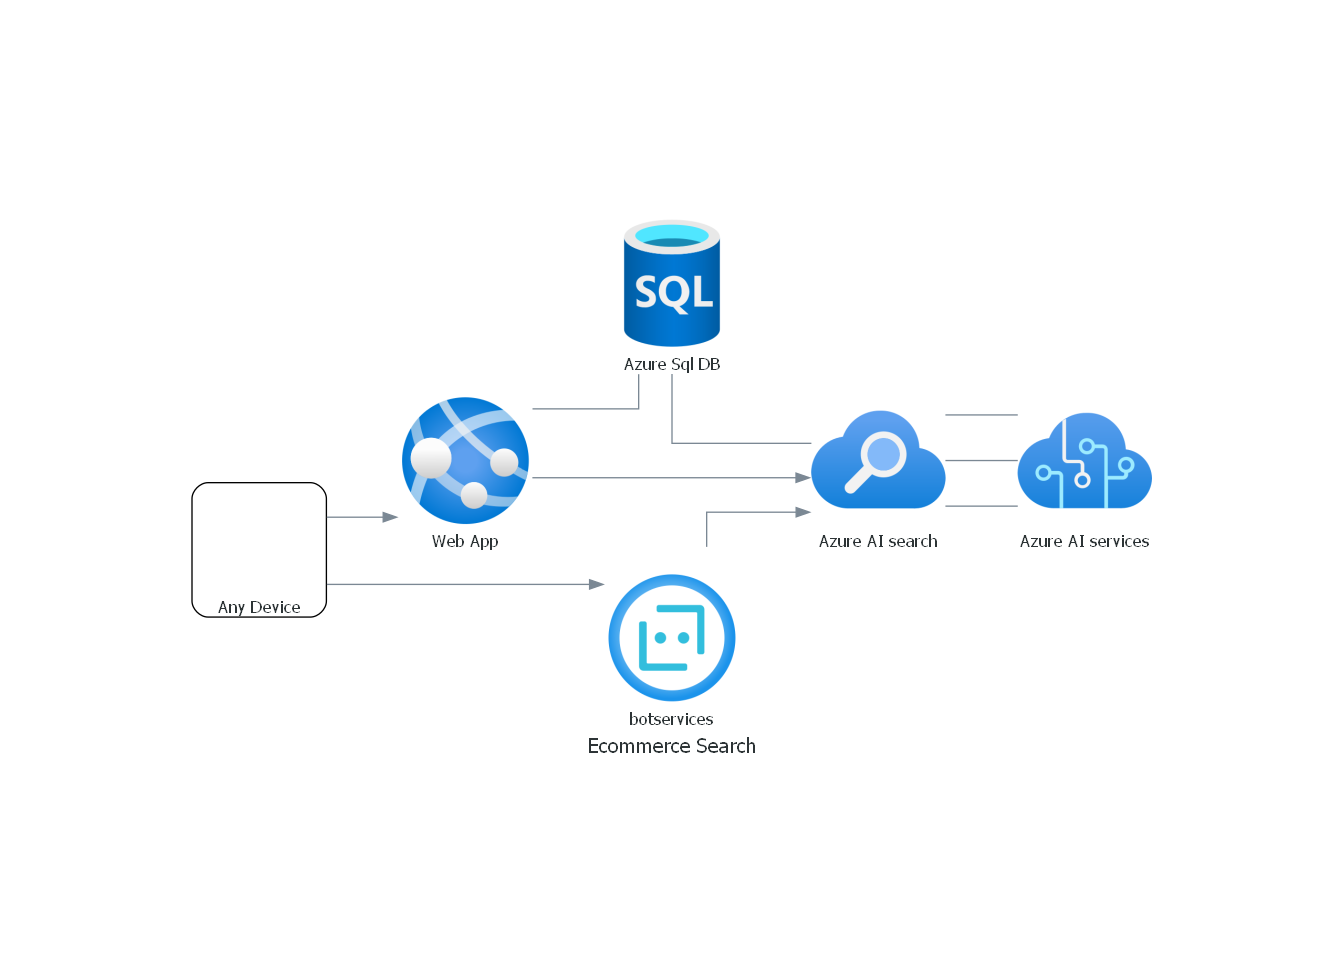 SQL
Azure Sql DB
Web App
Azure AI search
Azure AI services
Any Device
botservices
Ecommerce Search